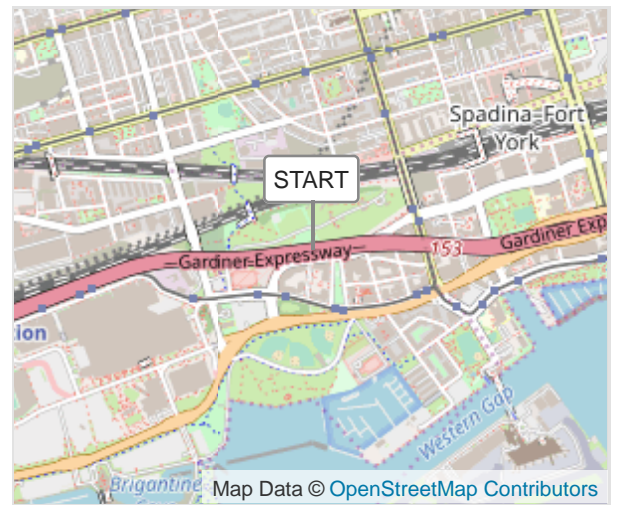 Spadina-Fort
York
START
Gardiner Expressway
153
Gardiner Exp
ion
Western Gap
Brigantine
Map Data © OpenStreetMap Contributors